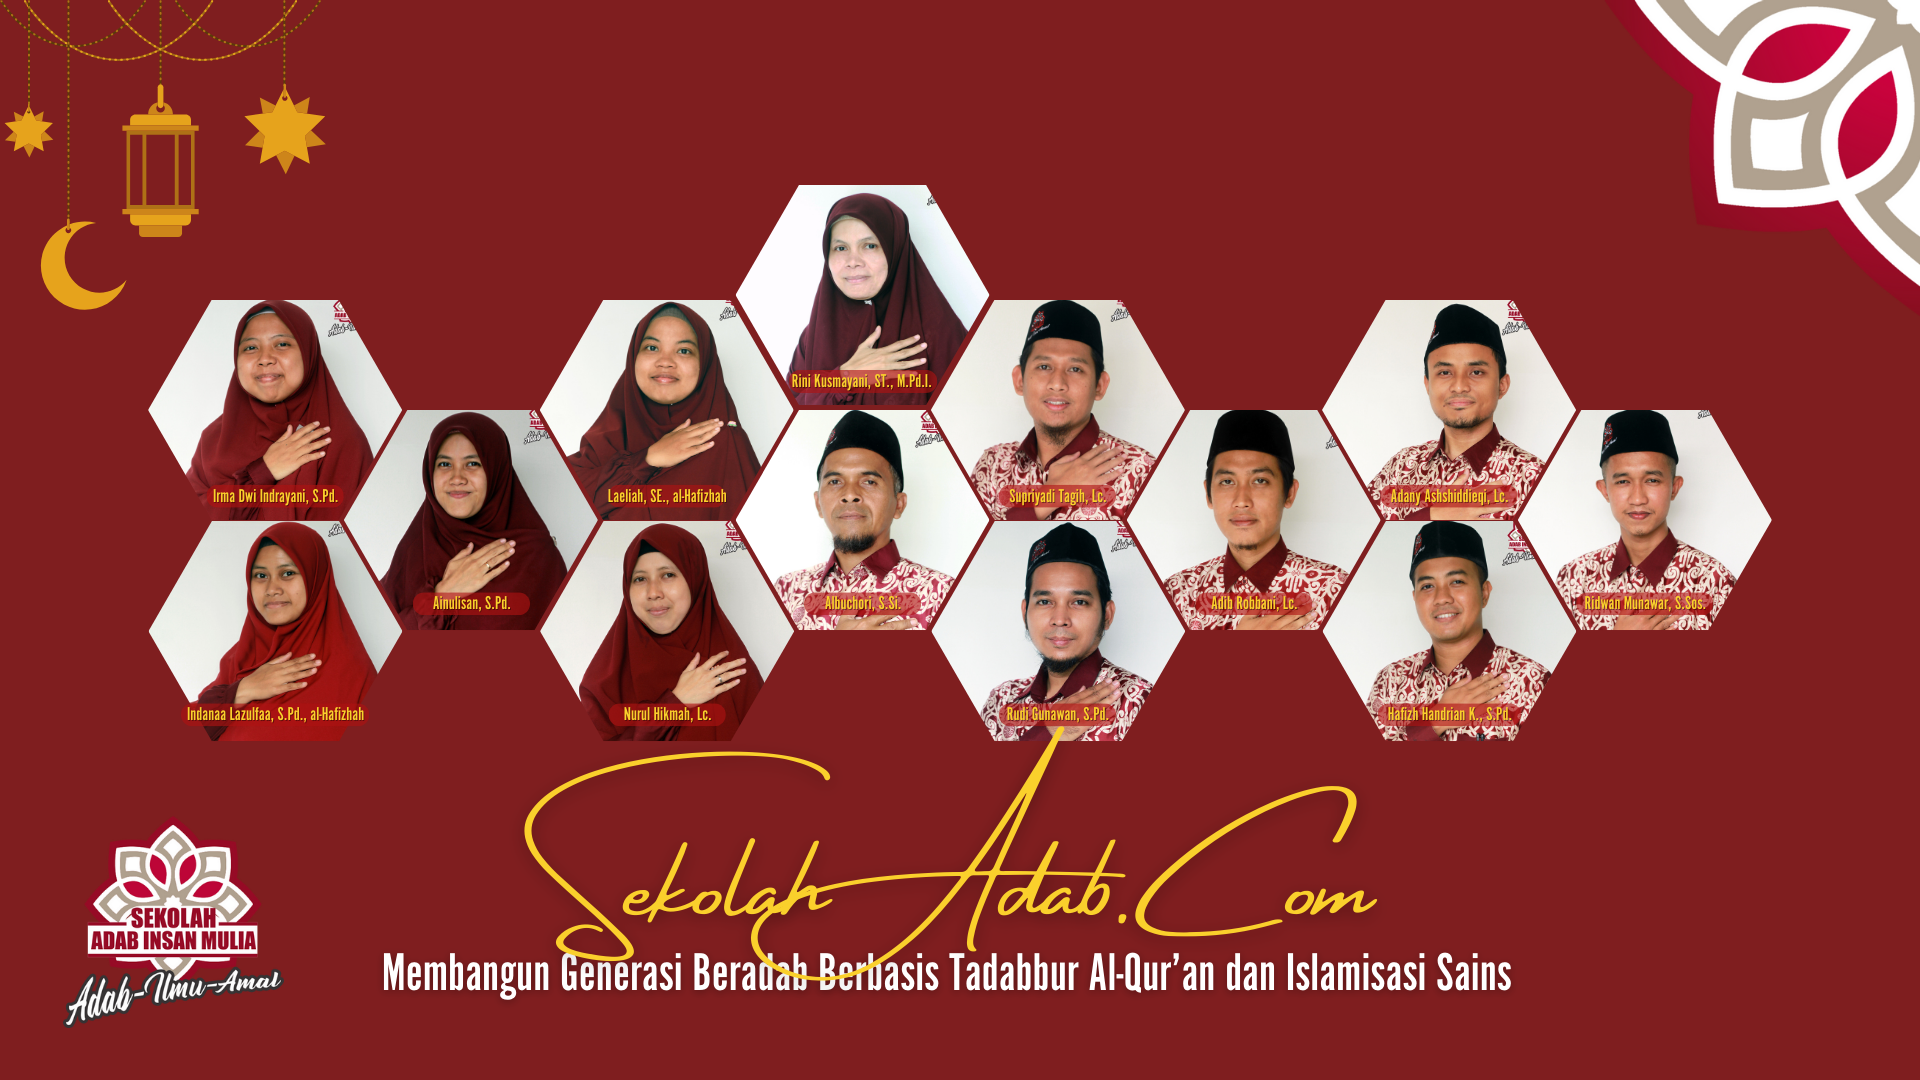 Rini Kusmayani, ST., M.Pd.I.
Irma Dwi Indrayani, S.Pd.
Laeliah, SE., al-Hafizhah
Supriyadi Tagih, Lc.
Adany Ashshiddieqi, Lc.
Ainulisan, S.Pd.
Albuchori, S.Si.
Adib Robbani, Lc.
Ridwan Munawar, S.Sos.
Indanaa Lazulfaa, S.Pd., al-Hafizhah
Nurul Hikmah, Lc.
Rudi Gunawan, S.Pd.
Hafizh Handrian K., S.Pd.
Sekolah Adab.Com
Membangun Generasi Beradab Berbasis Tadabbur Al-Qur'an dan Islamisasi Sains
SEKOLAH
ADAB INSAN MULIA
Adab-Ilmu-Amal